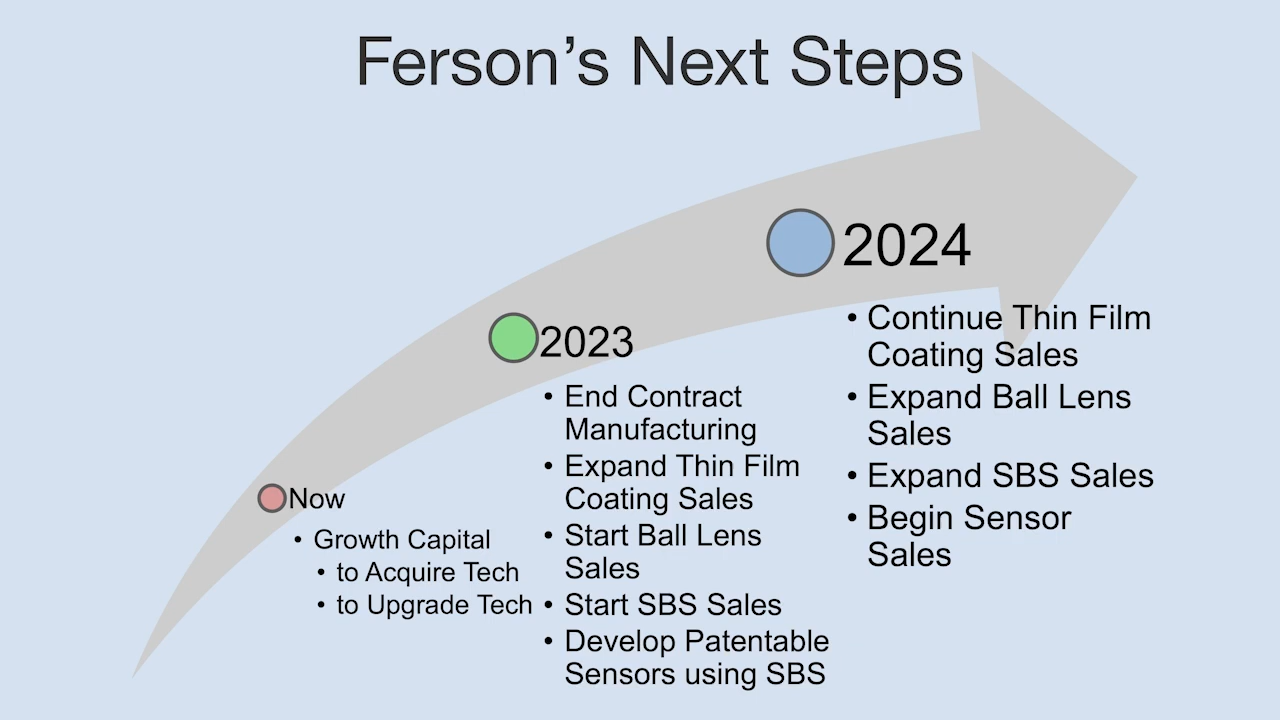 Ferson’s Next Steps
Now
• Growth Capital
• to Acquire Tech
• to Upgrade Tech
2023
• End Contract
Manufacturing
• Expand Thin Film
Coating Sales
• Start Ball Lens
Sales
• Start SBS Sales
• Develop Patentable
Sensors using SBS
2024
• Continue Thin Film
Coating Sales
• Expand Ball Lens
Sales
• Expand SBS Sales
• Begin Sensor
Sales